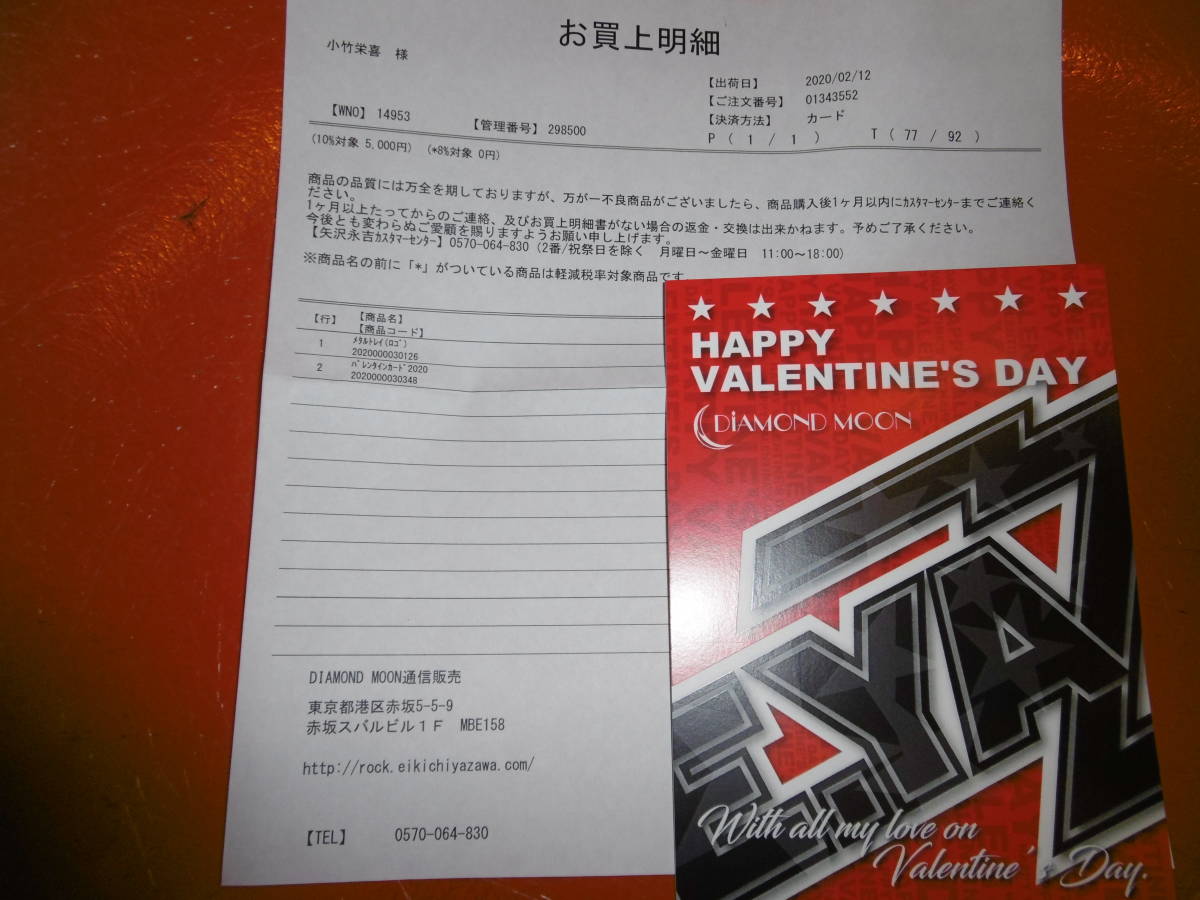 お買上明細
小竹栄喜 様
【出荷日】 2020/02/12
【ご注文番号】 01343552
【決済方法】 カード
【WNO】 14953 【管理番号】 298500
P ( 1 / 1 ) T ( 77 / 92 )
(10%対象 5,000円) (*8%対象 0円)
商品の品質には万全を期しておりますが、万が一不良商品がございましたら、商品購入後1ヶ月以内にｶｽﾀﾏｰｾﾝﾀｰまでご連絡く
ださい。
1ヶ月以上たってからのご連絡、及びお買上明細書がない場合の返金・交換は出来かねます。予めご了承ください。
今後とも変わらぬご愛顧を賜りますようお願い申し上げます。
【矢沢永吉ｶｽﾀﾏｰｾﾝﾀｰ】0570-064-830 (2番/祝祭日を除く 月曜日～金曜日 11:00～18:00)
※商品名の前に「*」がついている商品は軽減税率対象商品です
【行】 【商品名】
【商品コード】
1 ﾒﾀﾙﾄﾚｲ(ﾛｺﾞ)
2020000030126
2 ﾊﾞﾚﾝﾀｲﾝｶｰﾄﾞ2020
2020000030348
DIAMOND MOON通信販売
東京都港区赤坂5-5-9
赤坂スバルビル１Ｆ MBE158
http://rock.eikichiyazawa.com/
【TEL】 0570-064-830
HAPPY
VALENTINE'S DAY
DiAMOND MOON
E.YA
With all my love on
Valentine's Day.